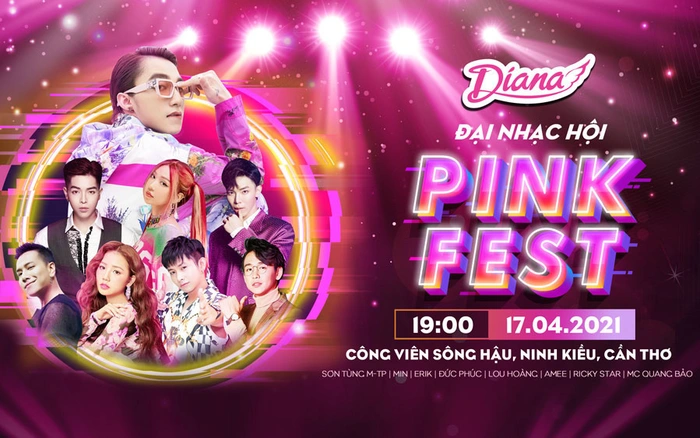 Diana
ĐẠI NHẠC HỘI
PINK
FEST
19:00 17.04.2021
CÔNG VIÊN SÔNG HẬU, NINH KIỀU, CẦN THƠ
SƠN TÙNG M-TP | MIN | ERIK | ĐỨC PHÚC | LOU HOÀNG | AMEE | RICKY STAR | MC QUANG BẢO